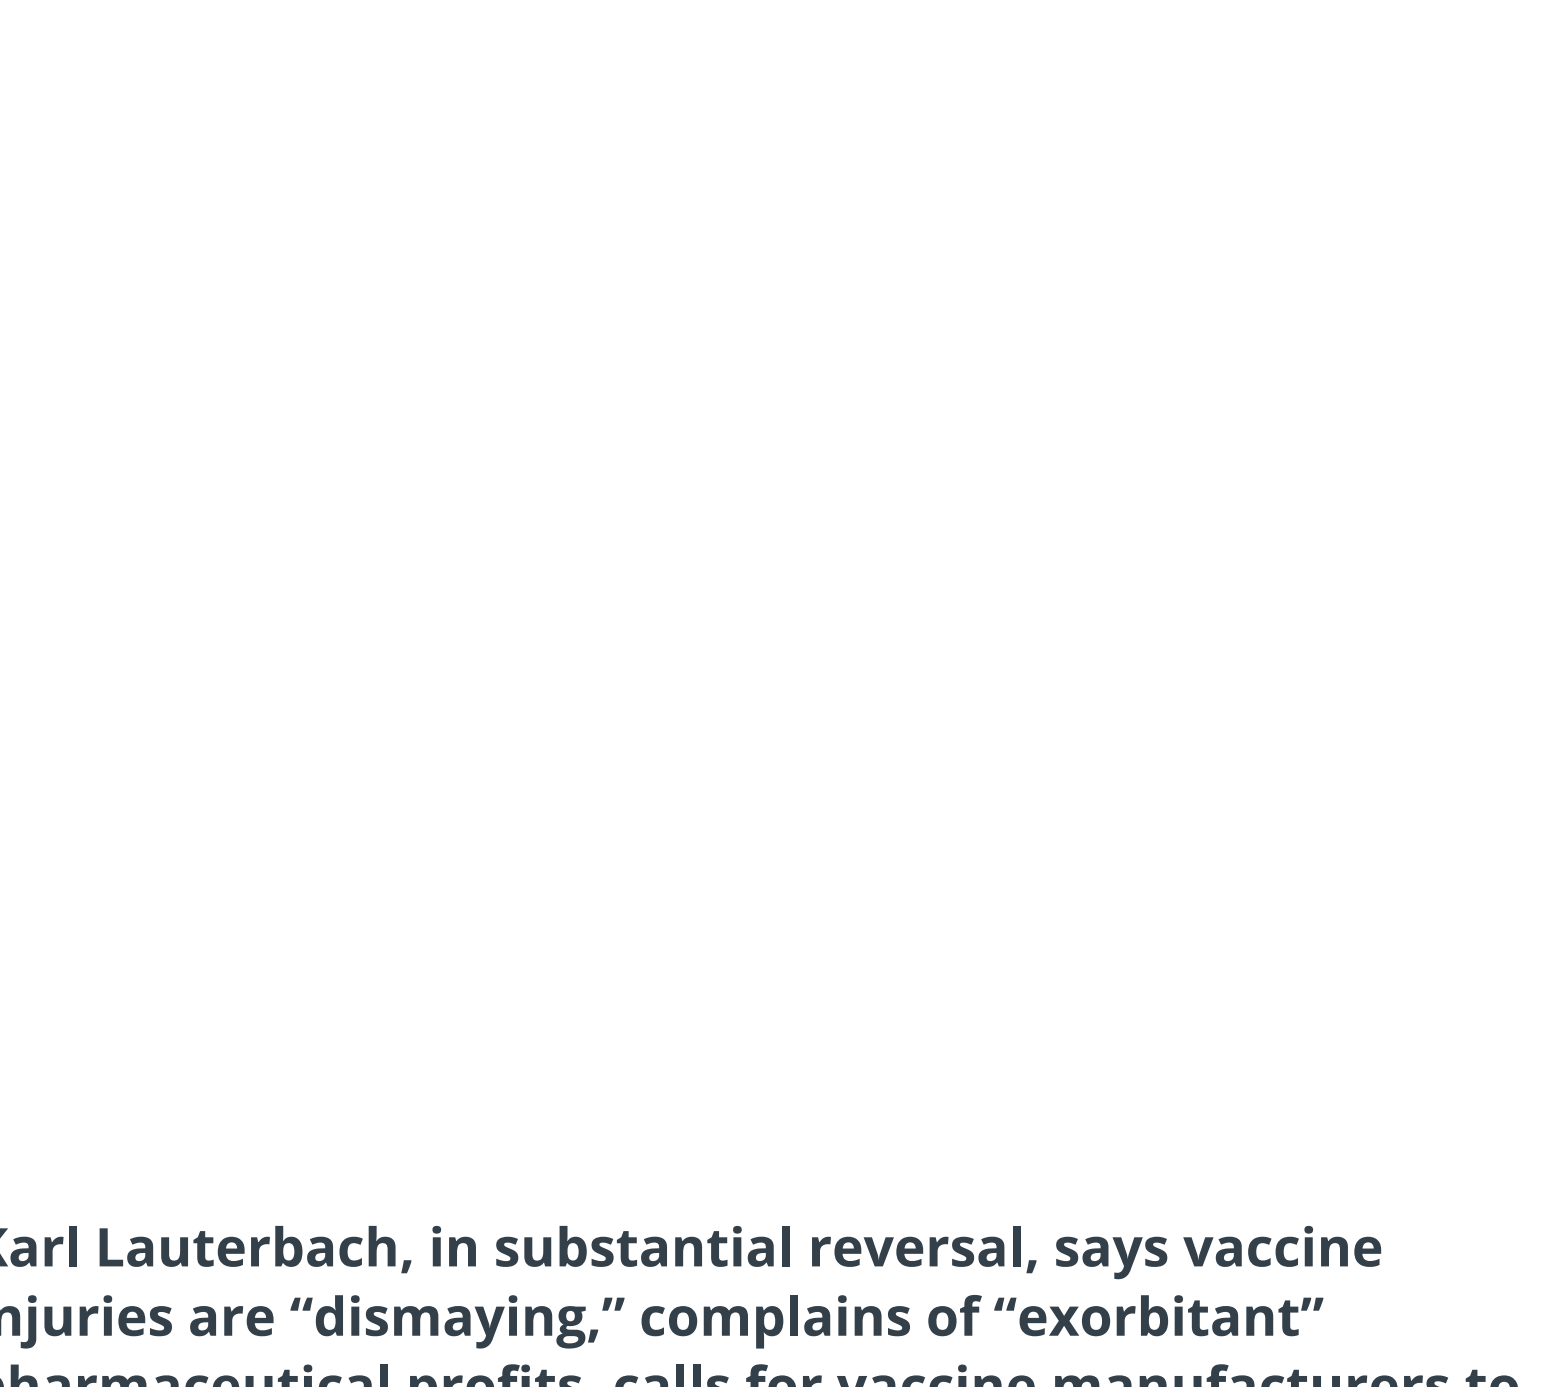 Karl Lauterbach, in substantial reversal, says vaccine
njuries are “dismaying,” complains of “exorbitant”
pharmaceutical profits, calls for vaccine manufacturers to